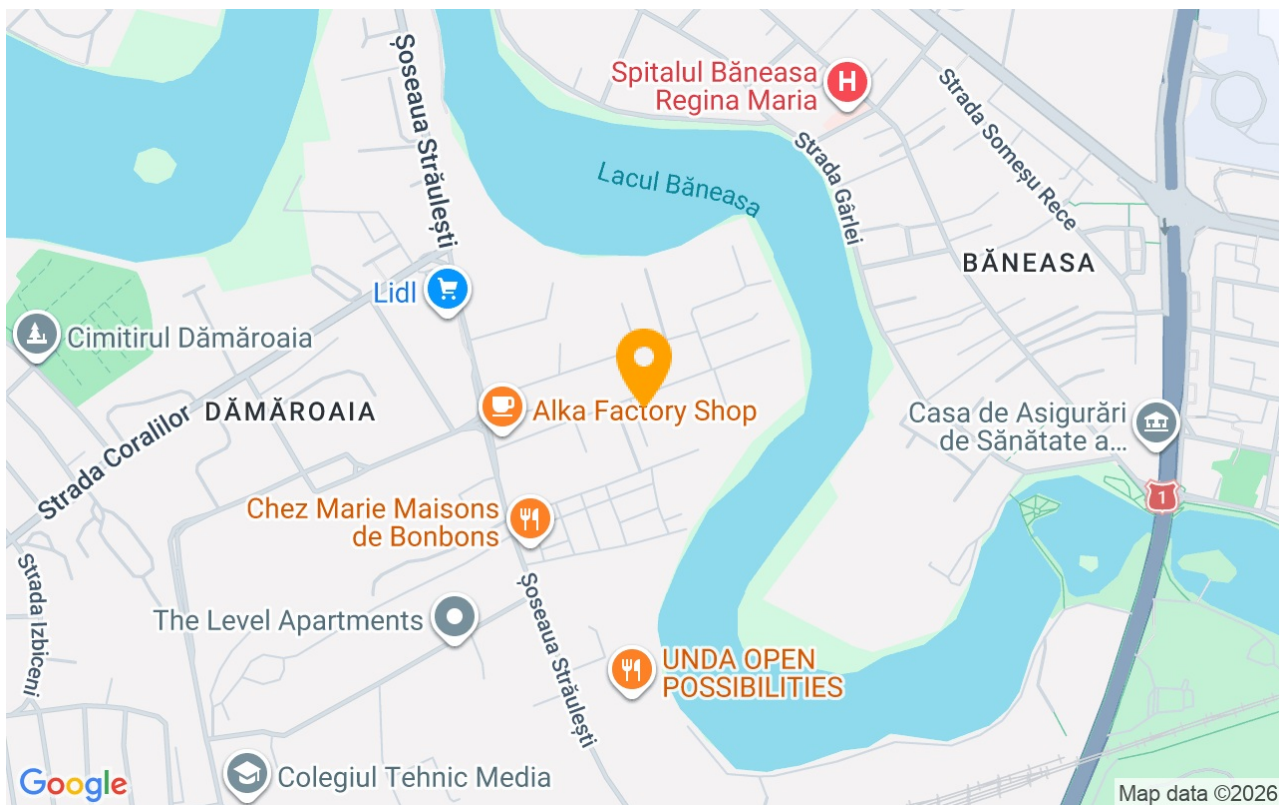 Șoseaua Străulești
Spitalul Băneasa
Regina Maria
H
Strada Someșu Rece
Strada Gârlei
Lacul Băneasa
BĂNEASA
Lidl
Cimitirul Dămăroaia
DĂMĂROAIA
Alka Factory Shop
Casa de Asigurări
de Sănătate a...
Strada Coralilor
1
Chez Marie Maisons
de Bonbons
Strada Izbiceni
The Level Apartments
Șoseaua Străulești
UNDA OPEN
POSSIBILITIES
Colegiul Tehnic Media
Google
Map data ©2026